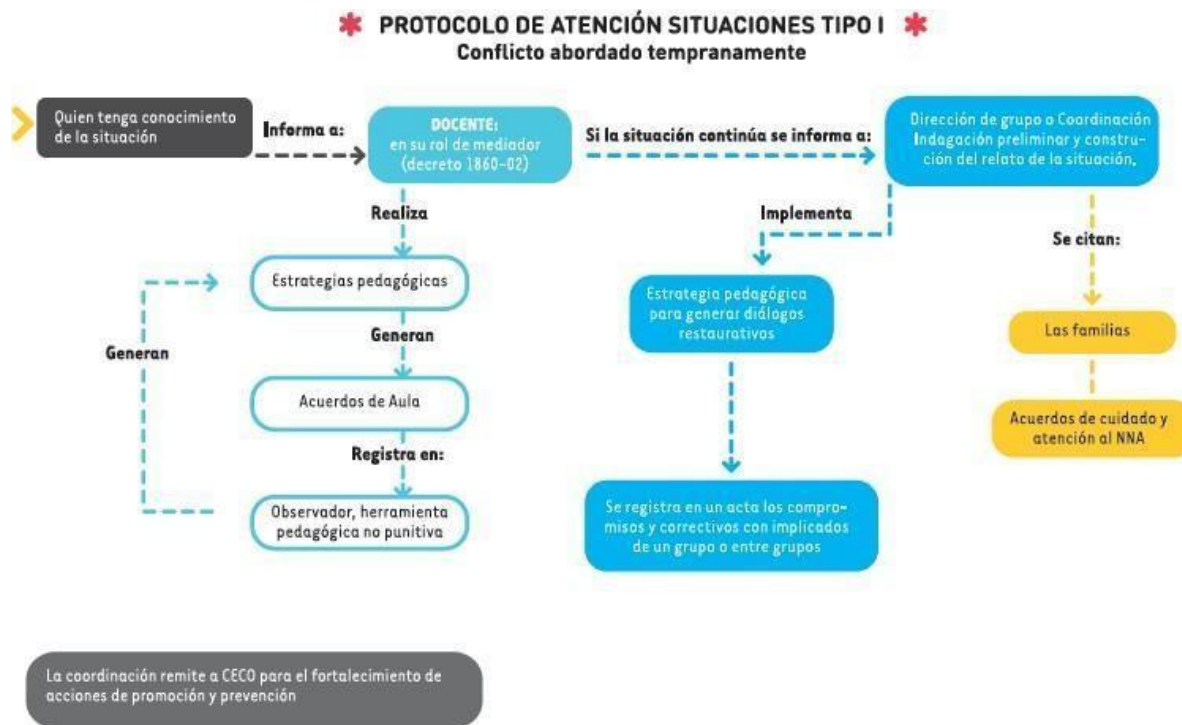 PROTOCOLO DE ATENCIÓN SITUACIONES TIPO I
Conflicto abordado tempranamente
Quien tenga conocimiento
de la situación
Informa a:
DOCENTE:
en su rol de mediador
(decreto 1860-02)
Si la situación continúa se informa a:
Dirección de grupo o Coordinación
Indagación preliminar y constru-
cción del relato de la situación.
Realiza
Estrategias pedagógicas
Generan
Acuerdos de Aula
Registra en:
Observador, herramienta
pedagógica no punitiva
Generan
Implementa
Estrategia pedagógica
para generar diálogos
restaurativos
Se registra en un acta los compro-
misos y correctivos con implicados
de un grupo o entre grupos
Se citan:
Las familias
Acuerdos de cuidado y
atención al NNA
La coordinación remite a CECO para el fortalecimiento de
acciones de promoción y prevención